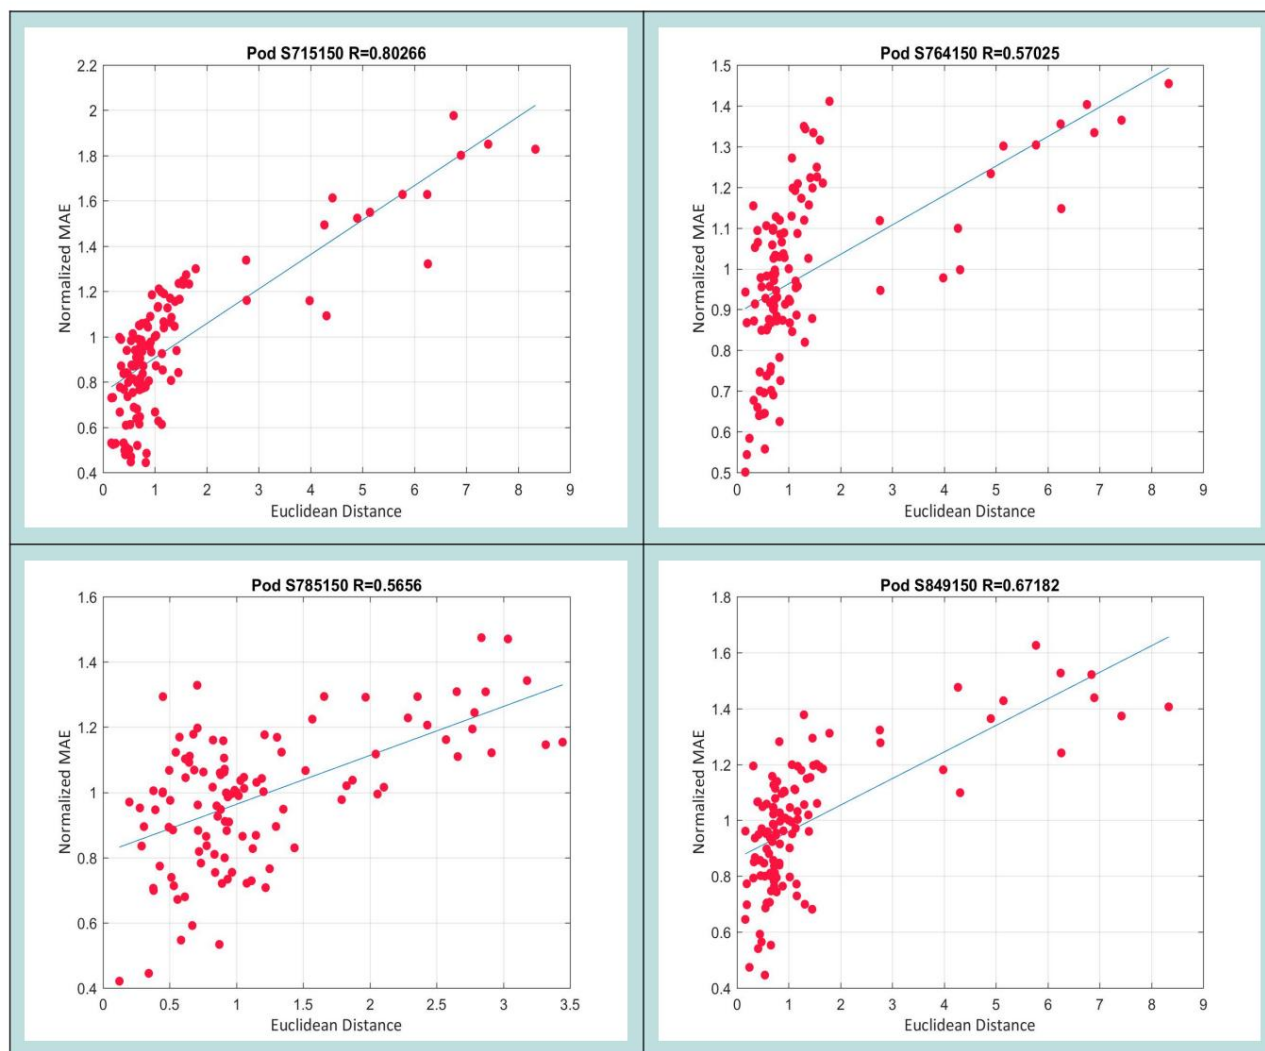 Pod S715150 R=0.80266
2.2
2
1.8
1.6
1.4
1.2
1
0.8
0.6
0.4
Normalized MAE
0 1 2 3 4 5 6 7 8 9
Euclidean Distance
Pod S764150 R=0.57025
1.5
1.4
1.3
1.2
1.1
1
0.9
0.8
0.7
0.6
0.5
Normalized MAE
0 1 2 3 4 5 6 7 8 9
Euclidean Distance
Pod S785150 R=0.5656
1.6
1.4
1.2
1
0.8
0.6
0.4
Normalized MAE
0 0.5 1 1.5 2 2.5 3 3.5
Euclidean Distance
Pod S849150 R=0.67182
1.8
1.6
1.4
1.2
1
0.8
0.6
0.4
Normalized MAE
0 1 2 3 4 5 6 7 8 9
Euclidean Distance